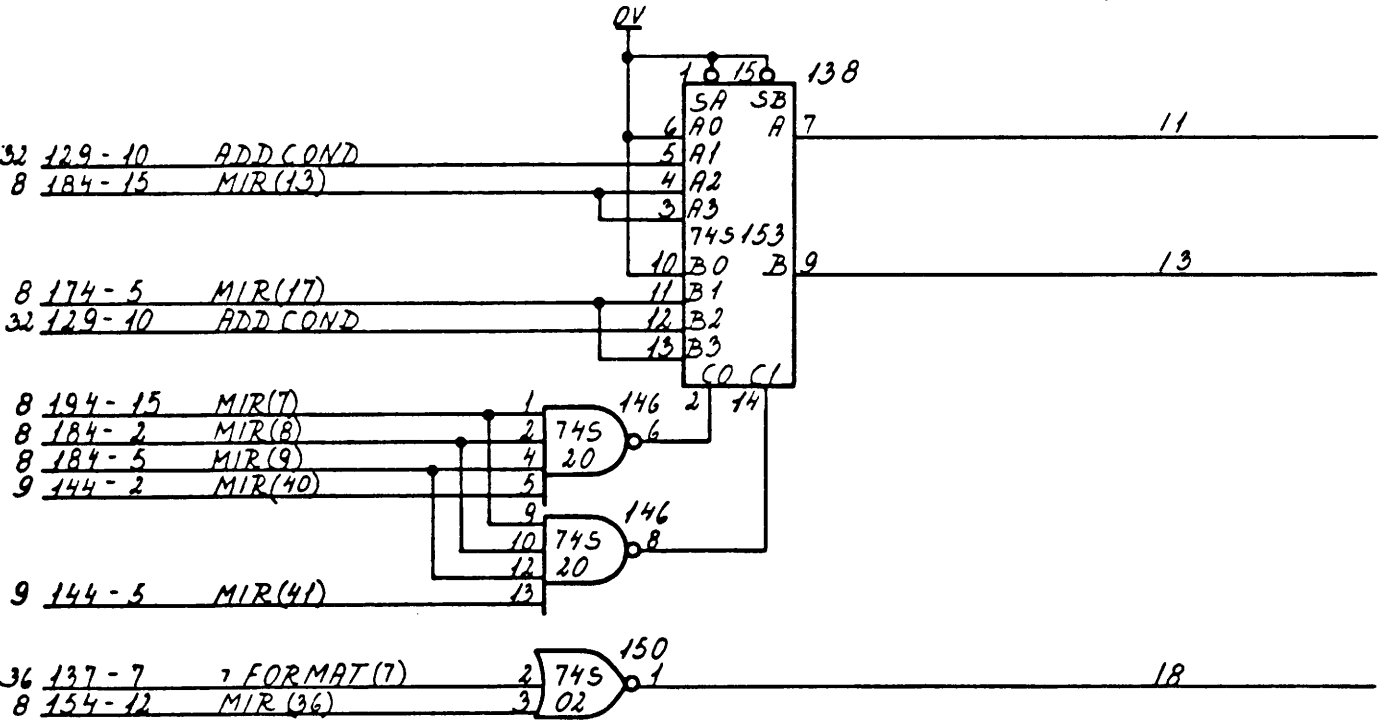 0V
1 15 138
SA SB
6 A0 A 7 11
32 129-10 ADD COND 5 A1
8 184-15 MIR(13) 4 A2
3 A3
74S153
10 B0 B 9 13
8 174-5 MIR(17) 11 B1
32 129-10 ADD COND 12 B2
13 B3
C0 C1
8 194-15 MIR(7) 1 146 2 14
8 184-2 MIR(8) 2 74S 6
8 184-5 MIR(9) 4 20
9 144-2 MIR(40) 5
9 146
10 74S 8
12 20
9 144-5 MIR(41) 13
150
36 137-7 ¬FORMAT(7) 2 74S 1 18
8 154-12 MIR(36) 3 02